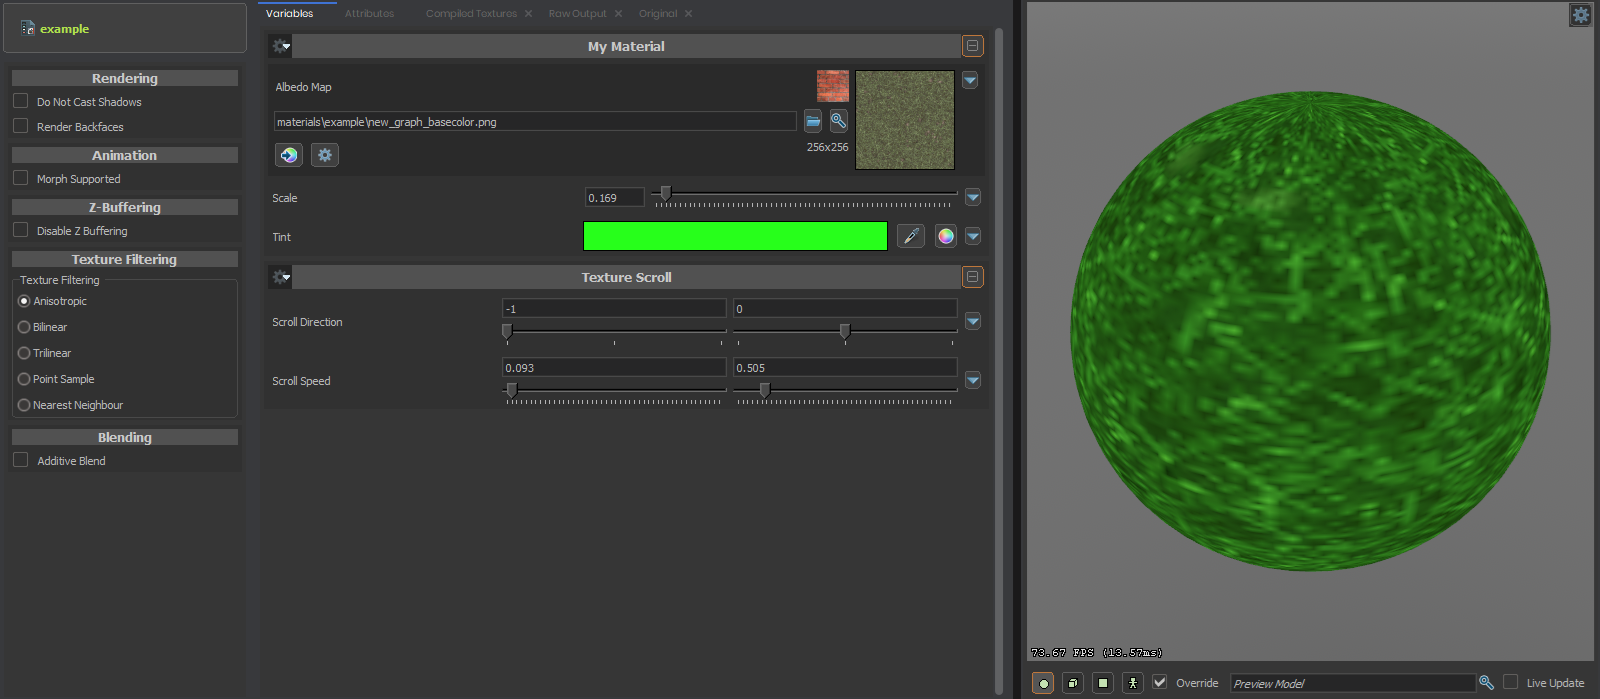 example
Rendering
Do Not Cast Shadows
Render Backfaces
Animation
Morph Supported
Z-Buffering
Disable Z Buffering
Texture Filtering
Texture Filtering
Anisotropic
Bilinear
Trilinear
Point Sample
Nearest Neighbour
Blending
Additive Blend
Variables Attributes Compiled Textures Raw Output Original
My Material
Albedo Map
materials\example\new_graph_basecolor.png
256x256
Scale 0.169
Tint
Texture Scroll
-1 0
Scroll Direction
0.093 0.505
Scroll Speed
73.67 FPS (13.57ms)
Override Preview Model Live Update